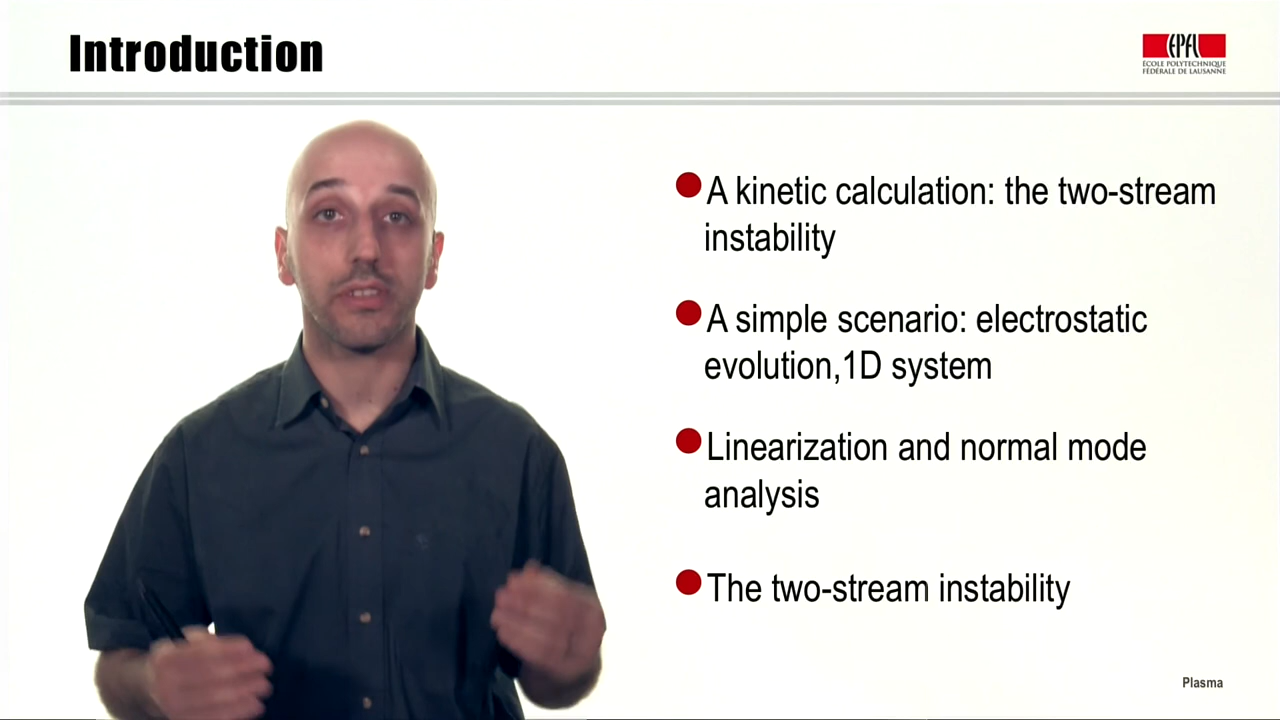 Introduction
EPFL
ÉCOLE POLYTECHNIQUE
FÉDÉRALE DE LAUSANNE
A kinetic calculation: the two-stream
instability
A simple scenario: electrostatic
evolution,1D system
Linearization and normal mode
analysis
The two-stream instability
Plasma